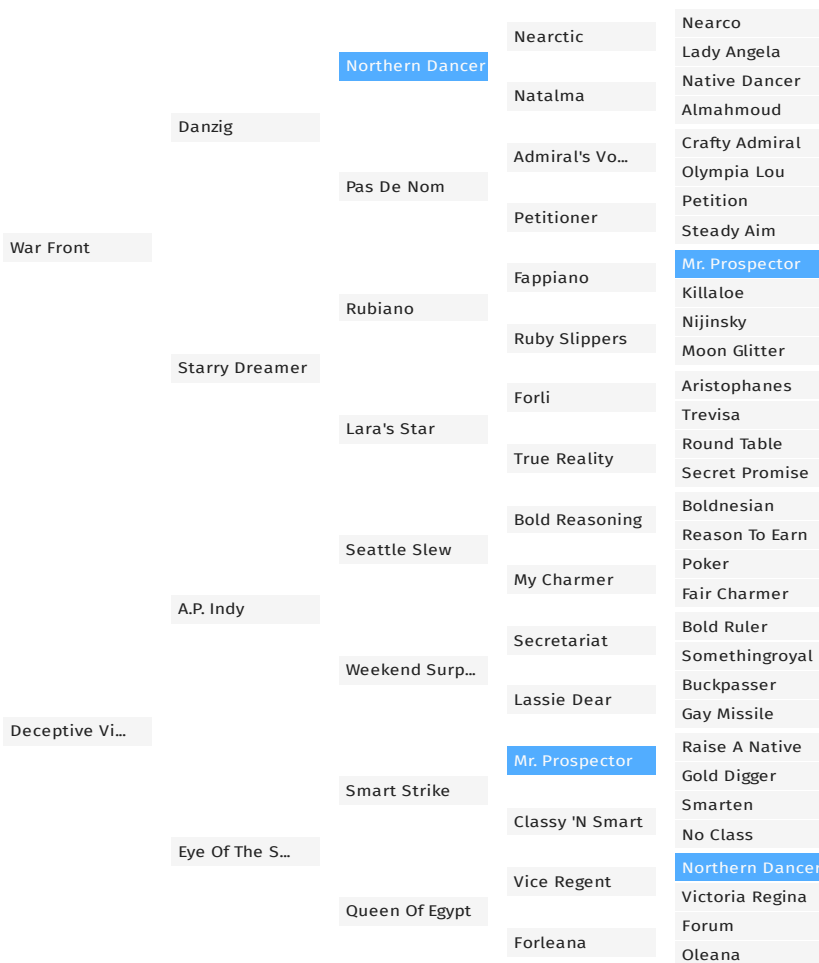 War Front
Deceptive Vi...
Danzig
Starry Dreamer
A.P. Indy
Eye Of The S...
Northern Dancer
Pas De Nom
Rubiano
Lara's Star
Seattle Slew
Weekend Surp...
Smart Strike
Queen Of Egypt
Nearctic
Natalma
Admiral's Vo...
Petitioner
Fappiano
Ruby Slippers
Forli
True Reality
Bold Reasoning
My Charmer
Secretariat
Lassie Dear
Mr. Prospector
Classy 'N Smart
Vice Regent
Forleana
Nearco
Lady Angela
Native Dancer
Almahmoud
Crafty Admiral
Olympia Lou
Petition
Steady Aim
Mr. Prospector
Killaloe
Nijinsky
Moon Glitter
Aristophanes
Trevisa
Round Table
Secret Promise
Boldnesian
Reason To Earn
Poker
Fair Charmer
Bold Ruler
Somethingroyal
Buckpasser
Gay Missile
Raise A Native
Gold Digger
Smarten
No Class
Northern Dancer
Victoria Regina
Forum
Oleana